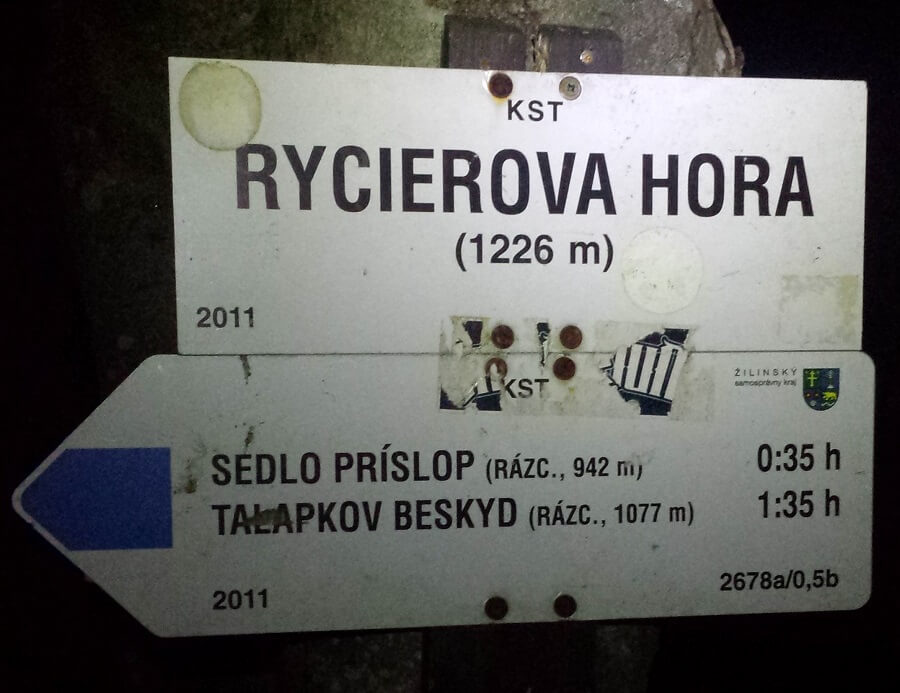 KST
RYCIEROVA HORA
(1226 m)
2011
KST
ŽILINSKÝ
samosprávny kraj
SEDLO PRÍSLOP (RÁZC., 942 m) 0:35 h
TALAPKOV BESKYD (RÁZC., 1077 m) 1:35 h
2011 2678a/0,5b